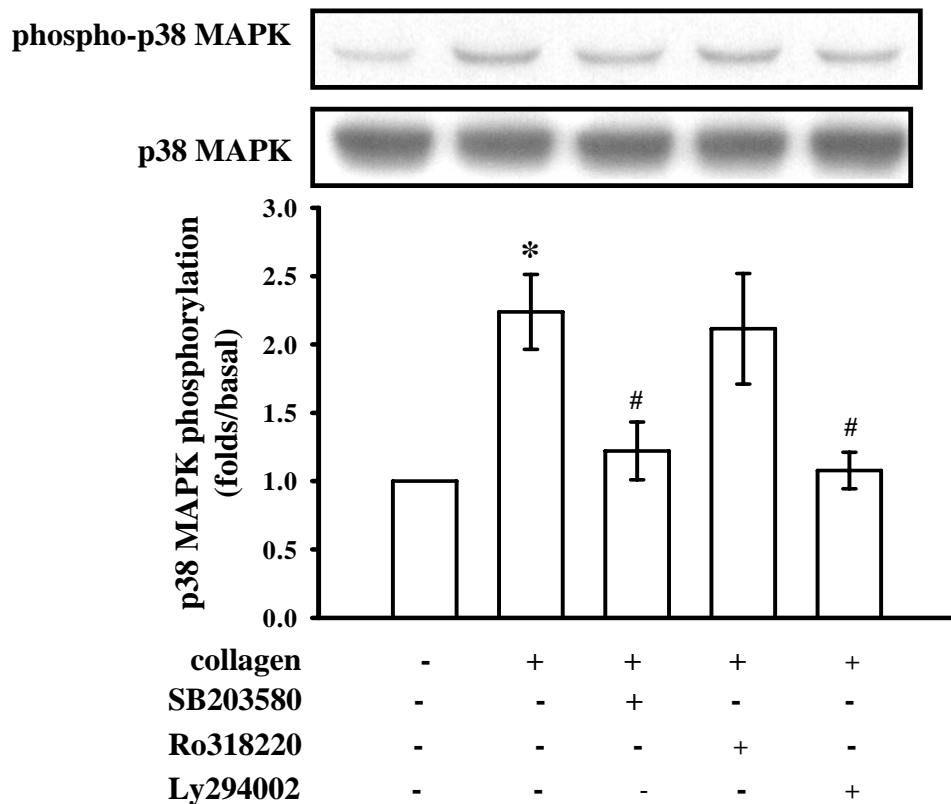 phospho-p38 MAPK
p38 MAPK
p38 MAPK phosphorylation
(folds/basal)
3.0
2.5
2.0
1.5
1.0
0.5
0.0
*
#
#
collagen - + + + +
SB203580 - - + - -
Ro318220 - - - + -
Ly294002 - - - - +